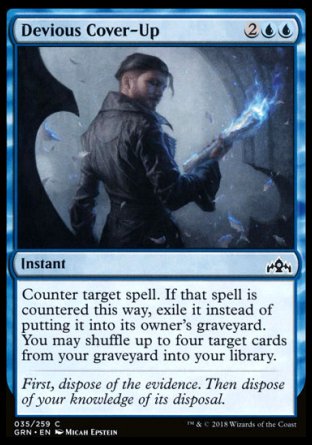 Devious Cover-Up 2
Instant
Counter target spell. If that spell is
countered this way, exile it instead of
putting it into its owner's graveyard.
You may shuffle up to four target cards
from your graveyard into your library.
First, dispose of the evidence. Then dispose
of your knowledge of its disposal.
035/259 C
GRN • EN Micah Epstein ™ & © 2018 Wizards of the Coast